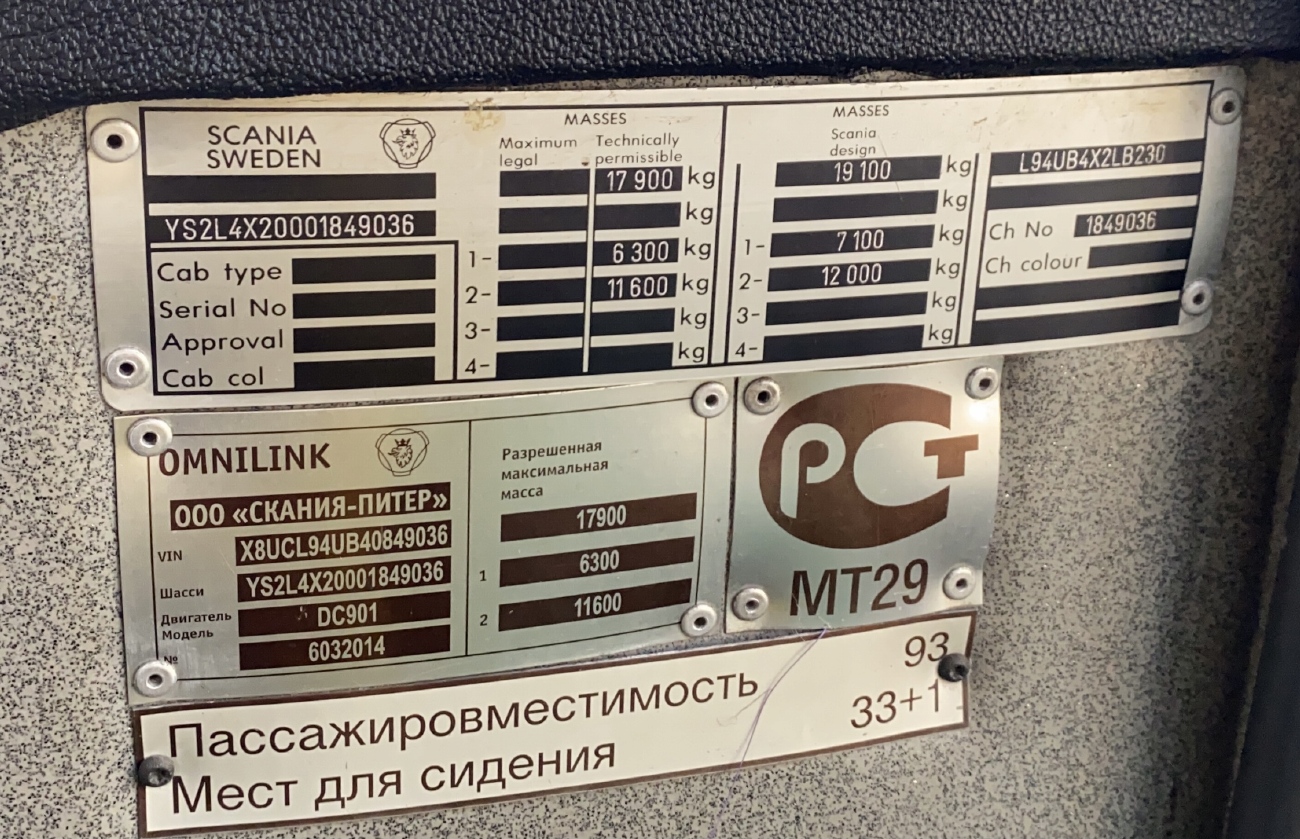 SCANIA
SWEDEN
YS2L4X20001849036
Cab type
Serial No
Approval
Cab col
MASSES
Maximum legal
Technically permissible
17 900 kg
kg
1- 6 300 kg
2- 11 600 kg
3- kg
4- kg
MASSES
Scania design
19 100 kg
kg
1- 7 100 kg
2- 12 000 kg
3- kg
4- kg
L94UB4X2LB230
Ch No 1849036
Ch colour
OMNILINK
ООО «СКАНИЯ-ПИТЕР»
VIN X8UCL94UB40849036
Шасси YS2L4X20001849036
Двигатель
Модель DC901
№ 6032014
Разрешенная
максимальная
масса
17900
1 6300
2 11600
РСТ
МТ29
Пассажировместимость 93
Мест для сидения 33+1